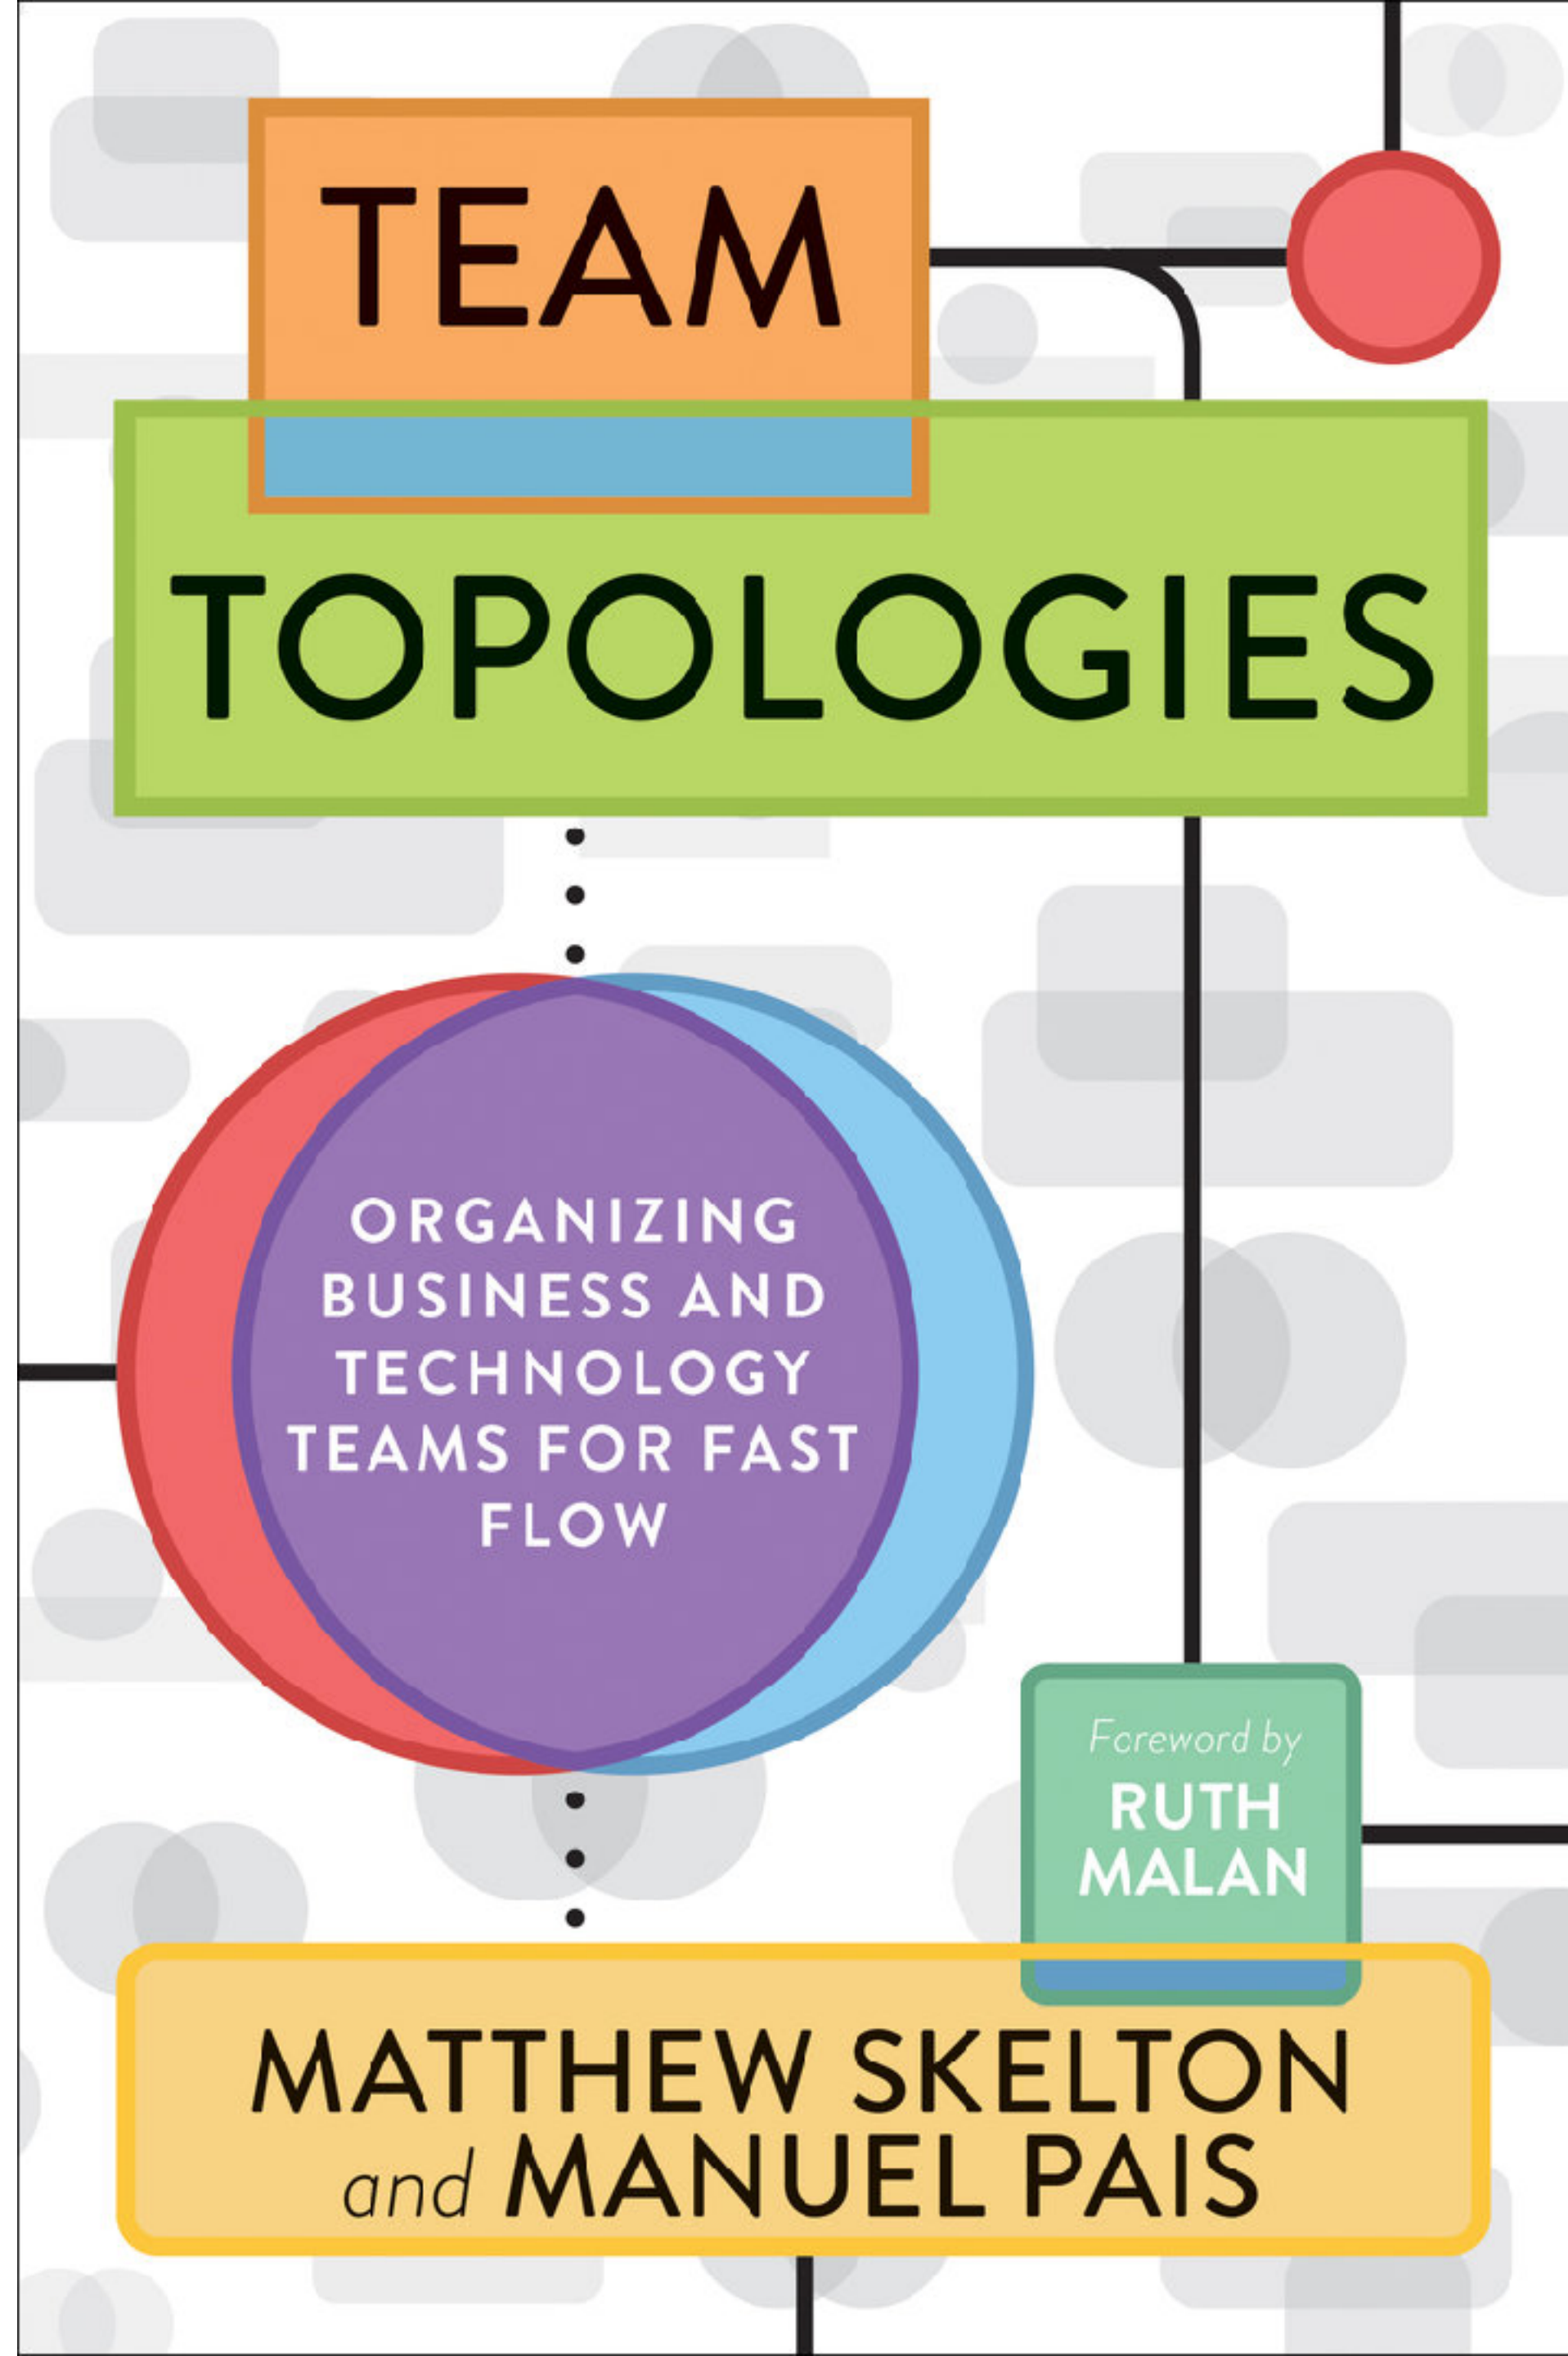 TEAM
TOPOLOGIES
ORGANIZING
BUSINESS AND
TECHNOLOGY
TEAMS FOR FAST
FLOW
Foreword by
RUTH
MALAN
MATTHEW SKELTON
and MANUEL PAIS